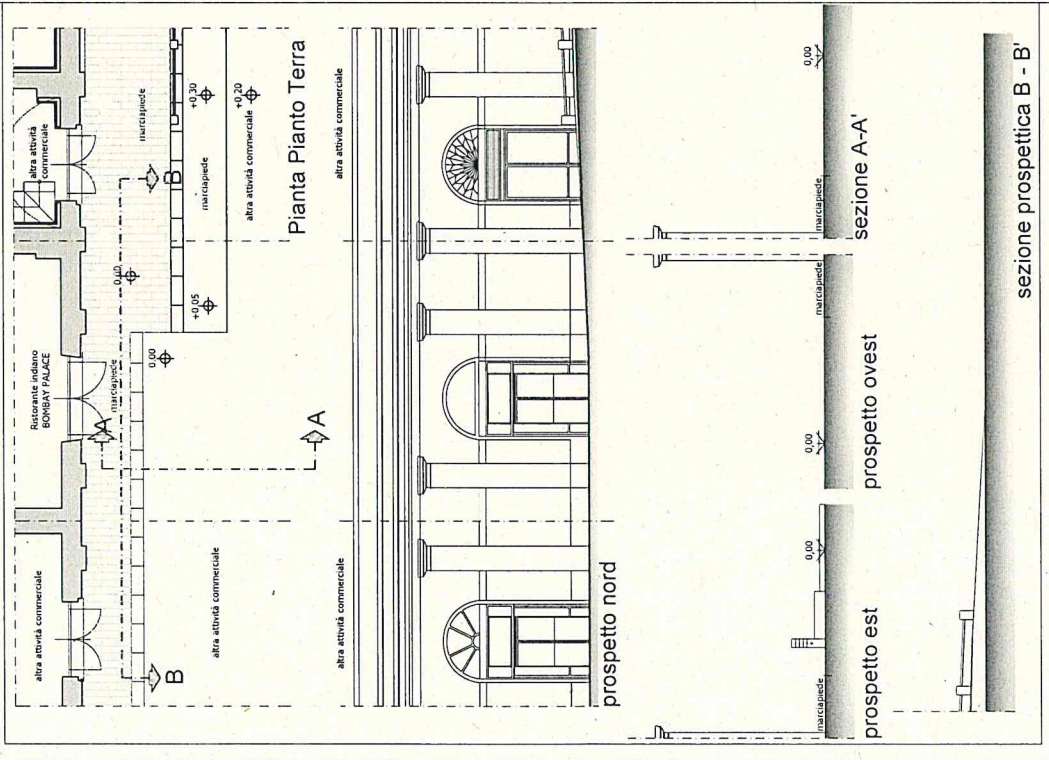 altra attività commerciale
Ristorante indiano
BOMBAY PALACE
altra attività
commerciale
marciapiede
marciapiede
marciapiede
0.00
0.00
+0,05
+0,30
+0,20
A
A
B
B'
altra attività commerciale
altra attività commerciale
Pianta Pianto Terra
altra attività commerciale
altra attività commerciale
prospetto nord
marciapiede
0,00
prospetto est
0,00
marciapiede
prospetto ovest
marciapiede
0,00
sezione A-A'
sezione prospettica B - B'